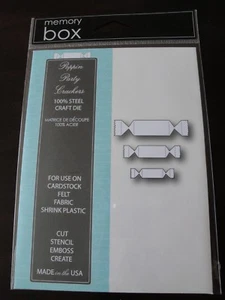 memory
box
Poppin
Party
Crackers
100% STEEL
CRAFT DIE
MATRICE DE DÉCOUPE
100% ACIER
FOR USE ON
CARDSTOCK
FELT
FABRIC
SHRINK PLASTIC
CUT
STENCIL
EMBOSS
CREATE
MADE in the USA